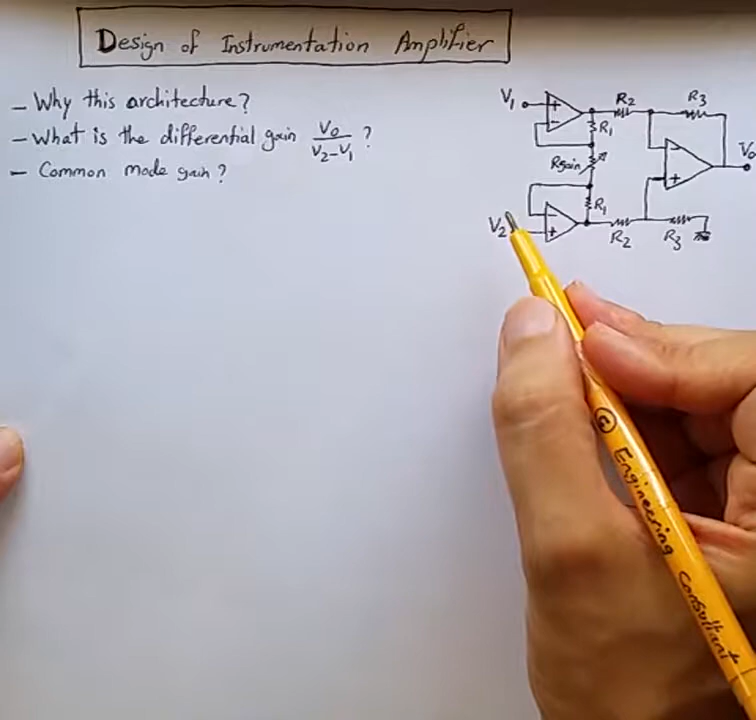 Design of Instrumentation Amplifier
- Why this architecture?
- What is the differential gain Vo/(V2-V1) ?
- Common mode gain?
V1
R2
R3
R1
Rgain
Vo
R1
V2
R2
R3
G Engineering Consultant